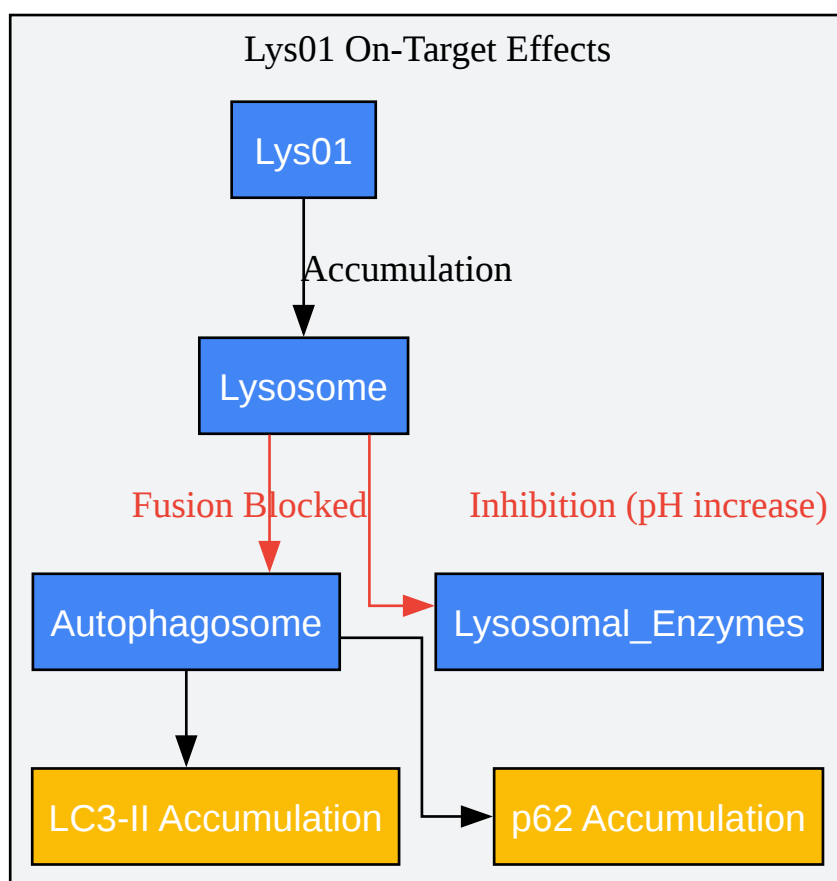 Lys01 On-Target Effects
Lys01
Accumulation
Lysosome
Fusion Blocked
Inhibition (pH increase)
Autophagosome
Lysosomal_Enzymes
LC3-II Accumulation
p62 Accumulation